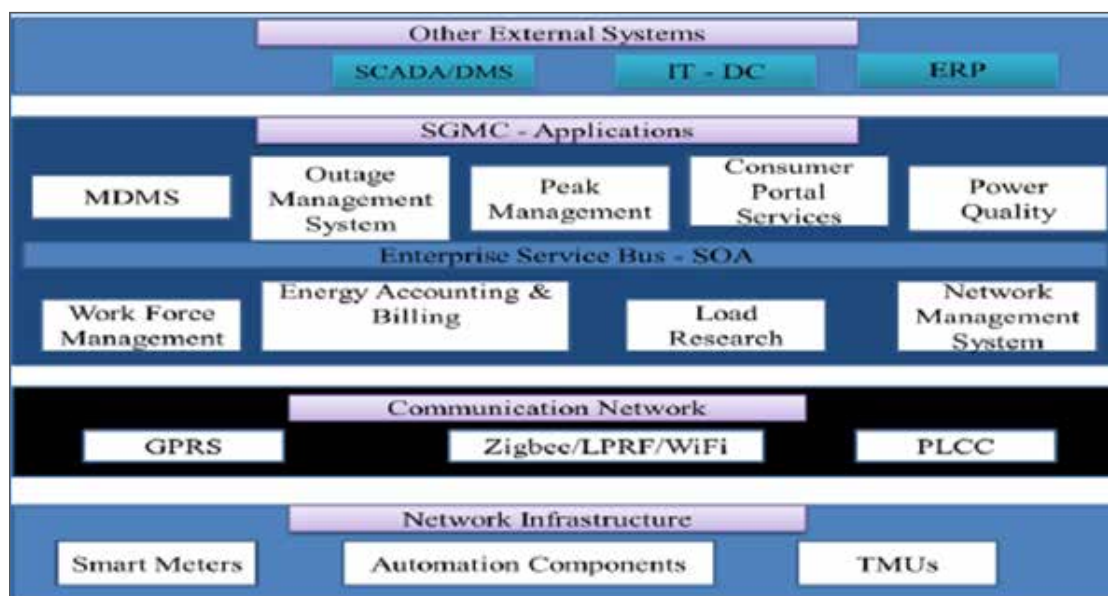 Other External Systems
SCADA/DMS
IT - DC
ERP
SGMC - Applications
MDMS
Outage
Management
System
Peak
Management
Consumer
Portal
Services
Power
Quality
Enterprise Service Bus - SOA
Work Force
Management
Energy Accounting &
Billing
Load
Research
Network
Management
System
Communication Network
GPRS
Zigbee/LPRF/WiFi
PLCC
Network Infrastructure
Smart Meters
Automation Components
TMUs